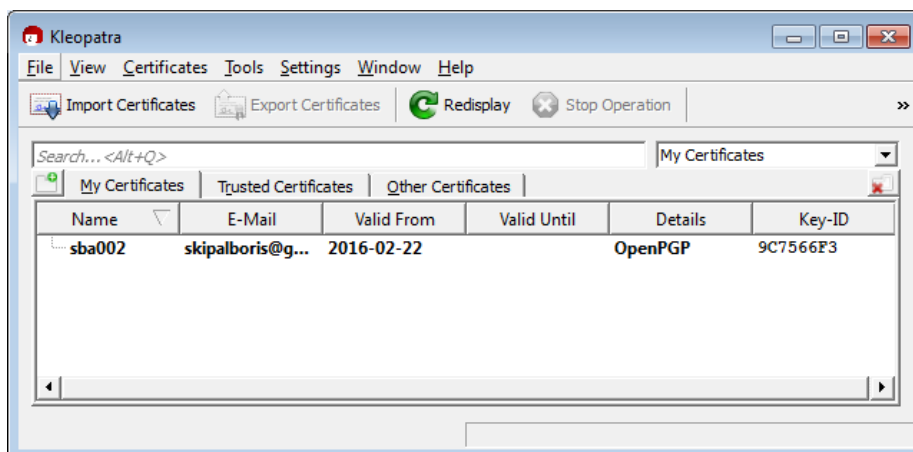 Kleopatra
File View Certificates Tools Settings Window Help
Import Certificates Export Certificates Redisplay Stop Operation »
Search...<Alt+Q> My Certificates
My Certificates Trusted Certificates Other Certificates
Name E-Mail Valid From Valid Until Details Key-ID
sba002 skipalboris@g... 2016-02-22 OpenPGP 9C7566F3